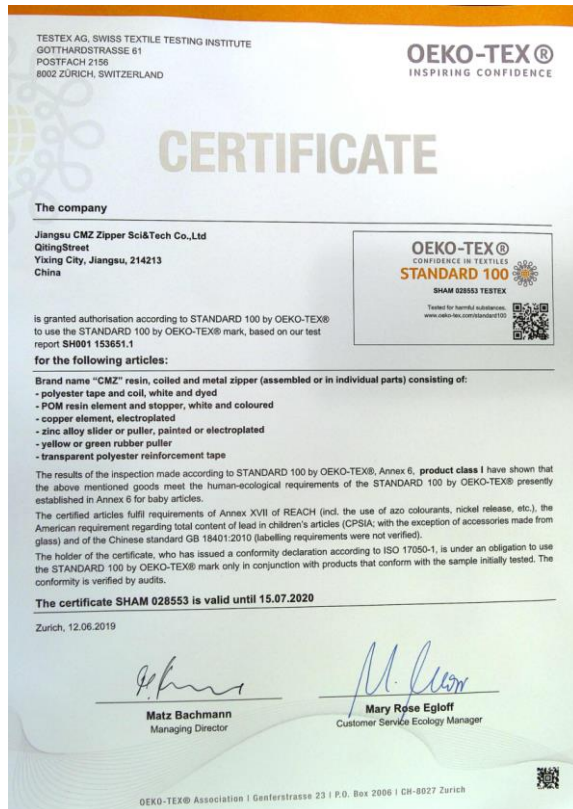 TESTEX AG, SWISS TEXTILE TESTING INSTITUTE
GOTTHARDSTRASSE 61
POSTFACH 2156
8002 ZÜRICH, SWITZERLAND
OEKO-TEX ®
INSPIRING CONFIDENCE
CERTIFICATE
The company
Jiangsu CMZ Zipper Sci&Tech Co.,Ltd
QitingStreet
Yixing City, Jiangsu, 214213
China
OEKO-TEX ®
CONFIDENCE IN TEXTILES
STANDARD 100
SHAM 028553 TESTEX
Tested for harmful substances.
www.oeko-tex.com/standard100
is granted authorisation according to STANDARD 100 by OEKO-TEX®
to use the STANDARD 100 by OEKO-TEX® mark, based on our test
report SH001 153651.1
for the following articles:
Brand name "CMZ" resin, coiled and metal zipper (assembled or in individual parts) consisting of:
- polyester tape and coil, white and dyed
- POM resin element and stopper, white and coloured
- copper element, electroplated
- zinc alloy slider or puller, painted or electroplated
- yellow or green rubber puller
- transparent polyester reinforcement tape
The results of the inspection made according to STANDARD 100 by OEKO-TEX®, Annex 6, product class I have shown that
the above mentioned goods meet the human-ecological requirements of the STANDARD 100 by OEKO-TEX® presently
established in Annex 6 for baby articles.
The certified articles fulfil requirements of Annex XVII of REACH (incl. the use of azo colourants, nickel release, etc.), the
American requirement regarding total content of lead in children's articles (CPSIA; with the exception of accessories made from
glass) and of the Chinese standard GB 18401:2010 (labelling requirements were not verified).
The holder of the certificate, who has issued a conformity declaration according to ISO 17050-1, is under an obligation to use
the STANDARD 100 by OEKO-TEX® mark only in conjunction with products that conform with the sample initially tested. The
conformity is verified by audits.
The certificate SHAM 028553 is valid until 15.07.2020
Zurich, 12.06.2019
Matz Bachmann
Managing Director
Mary Rose Egloff
Customer Service Ecology Manager
OEKO-TEX® Association | Genferstrasse 23 | P.O. Box 2006 | CH-8027 Zurich